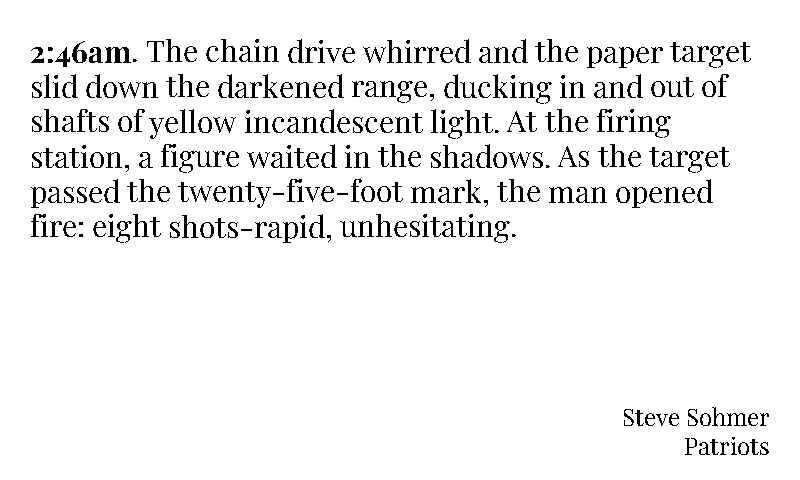 2:46am. The chain drive whirred and the paper target
slid down the darkened range, ducking in and out of
shafts of yellow incandescent light. At the firing
station, a figure waited in the shadows. As the target
passed the twenty-five-foot mark, the man opened
fire: eight shots-rapid, unhesitating.
Steve Sohmer
Patriots